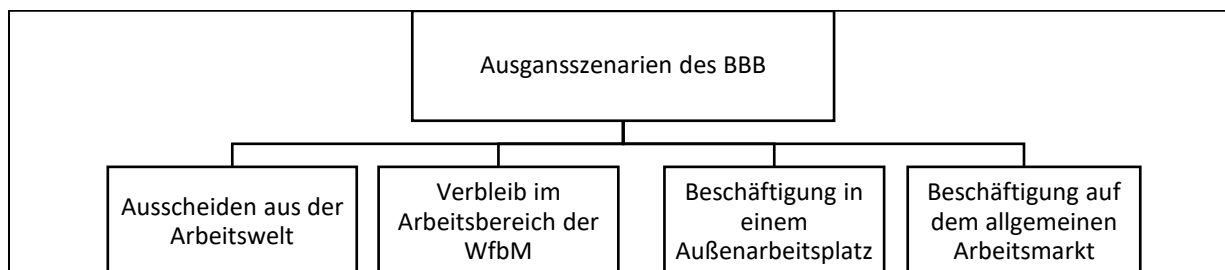 Ausgansszenarien des BBB
Ausscheiden aus der
Arbeitswelt
Verbleib im
Arbeitsbereich der
WfbM
Beschäftigung in
einem
Außenarbeitsplatz
Beschäftigung auf
dem allgemeinen
Arbeitsmarkt